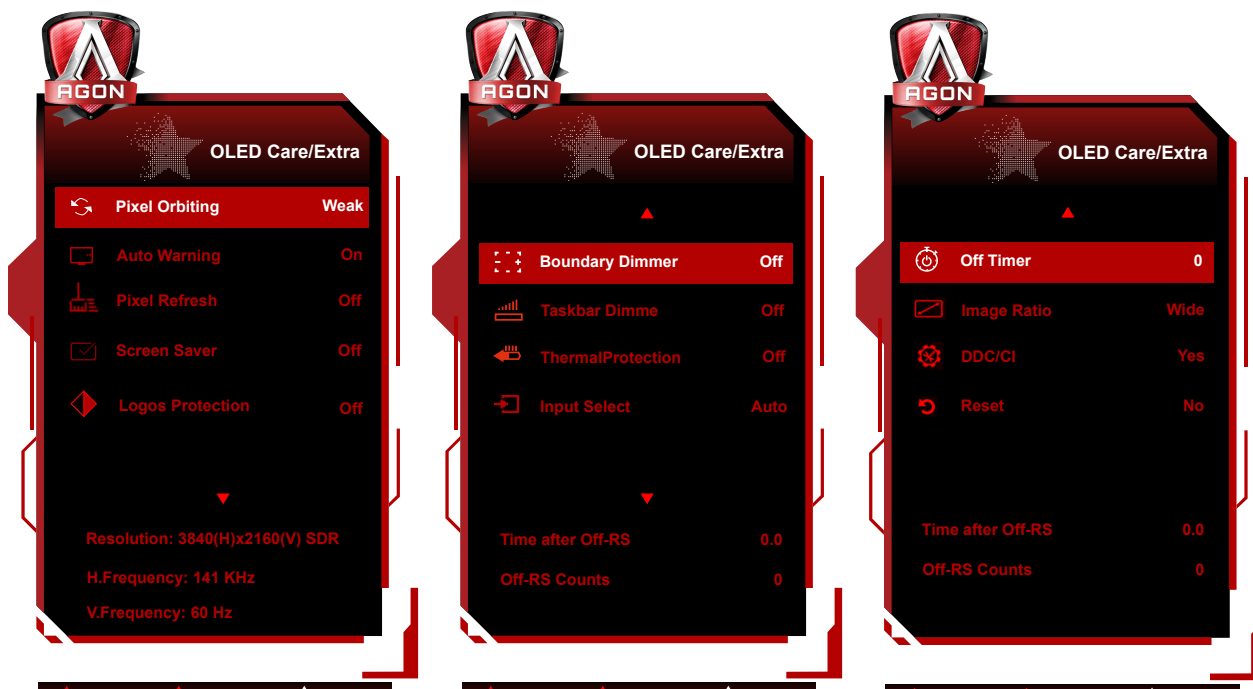 AGON
OLED Care/Extra
Pixel Orbiting Weak
Auto Warning On
Pixel Refresh Off
Screen Saver Off
Logos Protection Off
Resolution: 3840(H)x2160(V) SDR
H.Frequency: 141 KHz
V.Frequency: 60 Hz
AGON
OLED Care/Extra
Boundary Dimmer Off
Taskbar Dimme Off
ThermalProtection Off
Input Select Auto
Time after Off-RS 0.0
Off-RS Counts 0
AGON
OLED Care/Extra
Off Timer 0
Image Ratio Wide
DDC/CI Yes
Reset No
Time after Off-RS 0.0
Off-RS Counts 0